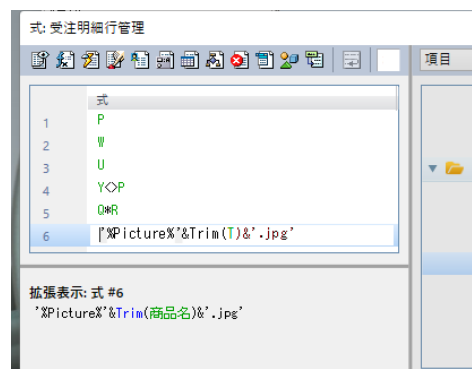 式: 受注明細行管理
項目
式
1 P
2 W
3 U
4 Y<>P
5 Q*R
6 '%Picture%'&Trim(T)&'.jpg'
拡張表示: 式 #6
'%Picture%'&Trim(商品名)&'.jpg'